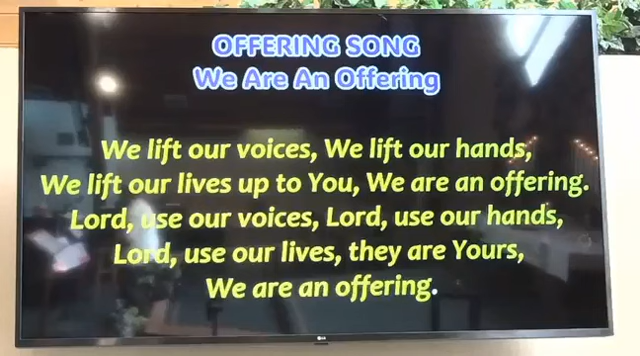 OFFERING SONG
We Are An Offering
We lift our voices, We lift our hands,
We lift our lives up to You, We are an offering.
Lord, use our voices, Lord, use our hands,
Lord, use our lives, they are Yours,
We are an offering.
LG